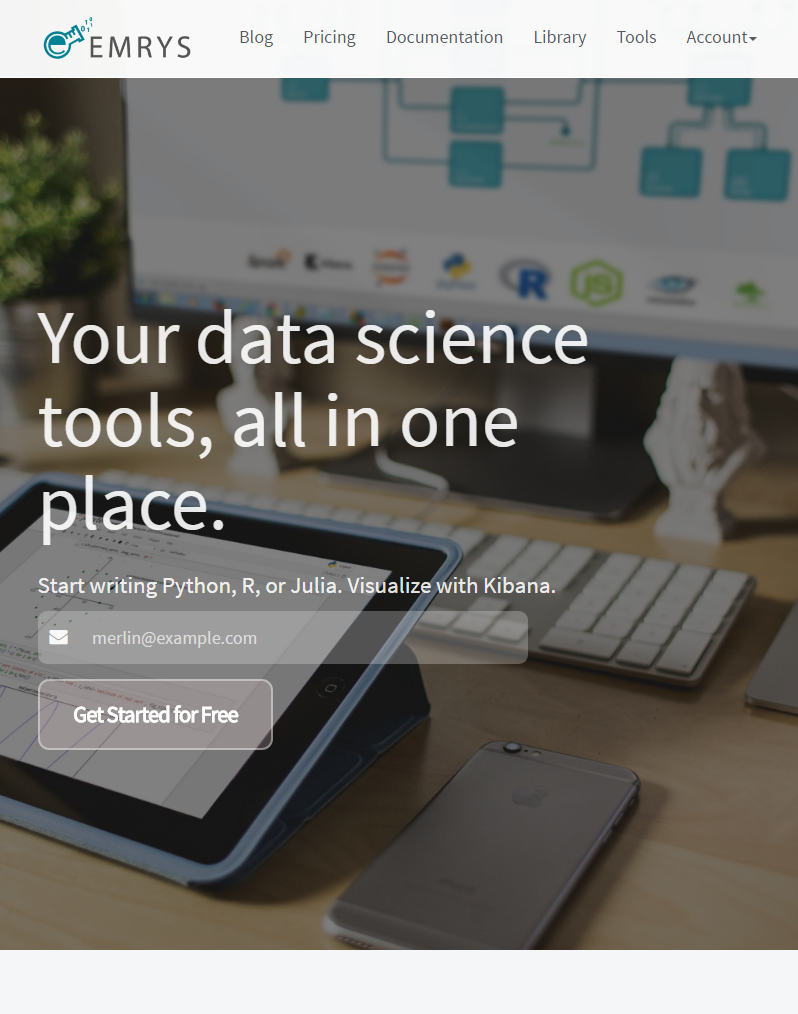 EMRYS
Blog Pricing Documentation Library Tools Account
Your data science
tools, all in one
place.
Start writing Python, R, or Julia. Visualize with Kibana.
merlin@example.com
Get Started for Free